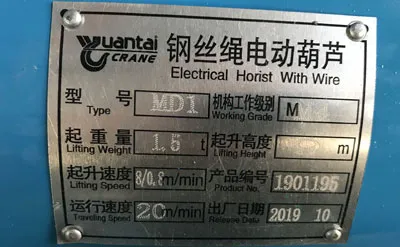 Yuantai
CRANE
钢丝绳电动葫芦
Electrical Horist With Wire
型 号 MD1 机构工作级别 M
Type Working Grade
起重量 1.5 t 起升高度 m
Lifting Weight Lifting Height
起升速度 8/0.8 m/min 产品编号 1901195
Lifting Speed Product No.
运行速度 20 m/min 出厂日期 2019 10
Traveling Speed Release Date